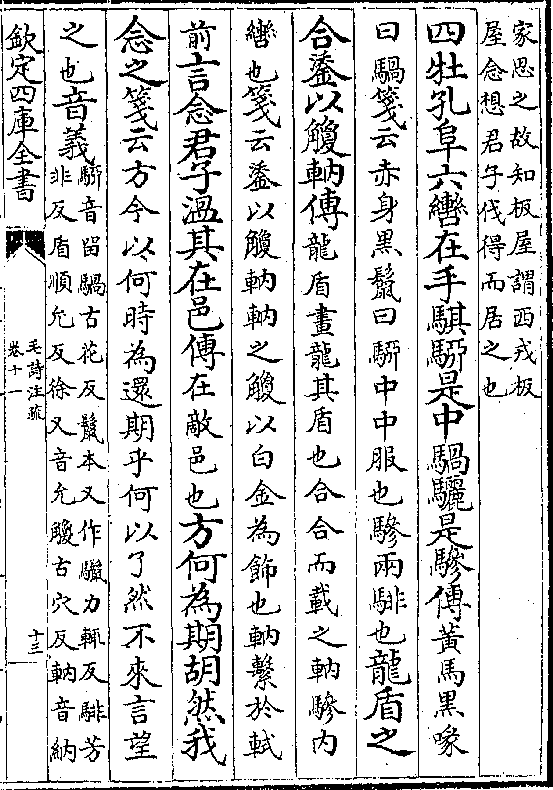 家思之故知板屋謂西戎板
屋念想君子伐得而居之也
四牡孔阜六轡在手騏駵是中騧驪是驂傳黃馬黑喙
曰騧箋云赤身黑鬛曰駵中中服也驂兩騑也龍盾之
合鋈以觼軜傳龍盾畫龍其盾也合合而載之軜驂内
轡也箋云鋈以觼軜軜之觼以白金為飾也軜繫於軾
前言念君子溫其在邑傳在敵邑也方何為期胡然我
念之箋云方今以何時為還期乎何以了然不來言望
之也音義駵音留騧古花反鬛本又作驖力輒反騑芳
非反盾順允反徐又音允觼古穴反軜音納
欽定四庫全書
毛詩注疏
卷十一
十三